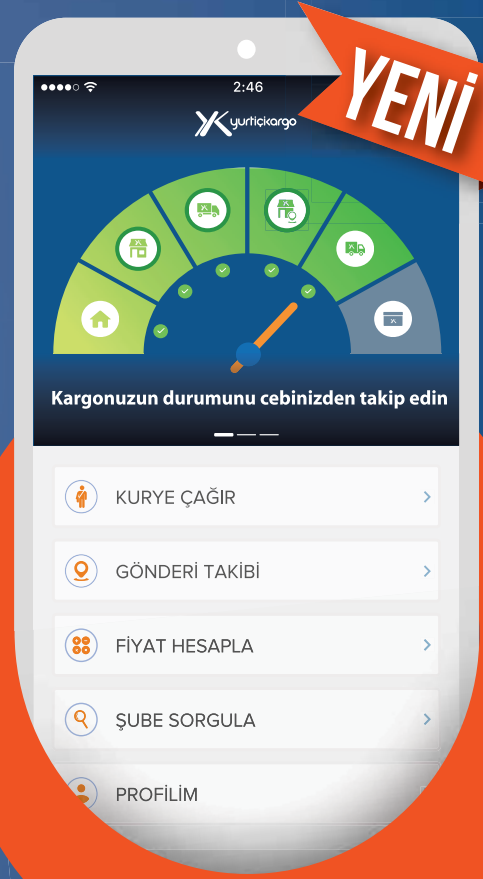 YENİ
2:46
yurtiçikargo
Kargonuzun durumunu cebinizden takip edin
KURYE ÇAĞIR
GÖNDERİ TAKİBİ
FİYAT HESAPLA
ŞUBE SORGULA
PROFİLİM